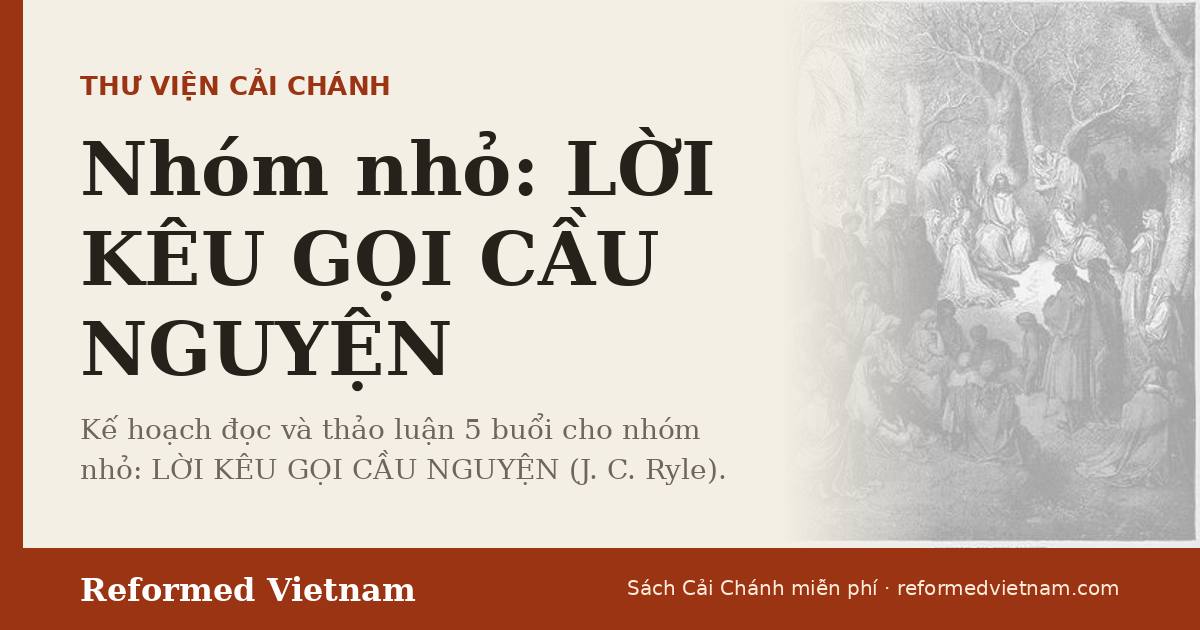 THƯ VIỆN CẢI CHÁNH
Nhóm nhỏ: LỜI
KÊU GỌI CẦU
NGUYỆN
Kế hoạch đọc và thảo luận 5 buổi cho nhóm
nhỏ: LỜI KÊU GỌI CẦU NGUYỆN (J. C. Ryle).
Reformed Vietnam
Sách Cải Chánh miễn phí · reformedvietnam.com